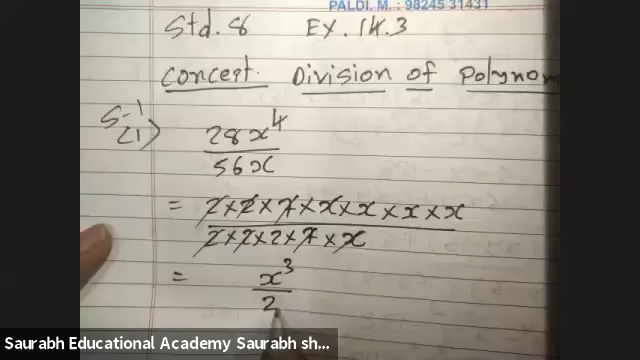 PALDI. M. : 98245 31431
Std. 8 Ex. 14.3
Concept. Division of Polynom
S-1
(1)
28x⁴
56x
= 2×2×7×x×x×x×x
2×2×2×7×x
= x³
2
Saurabh Educational Academy Saurabh sh...